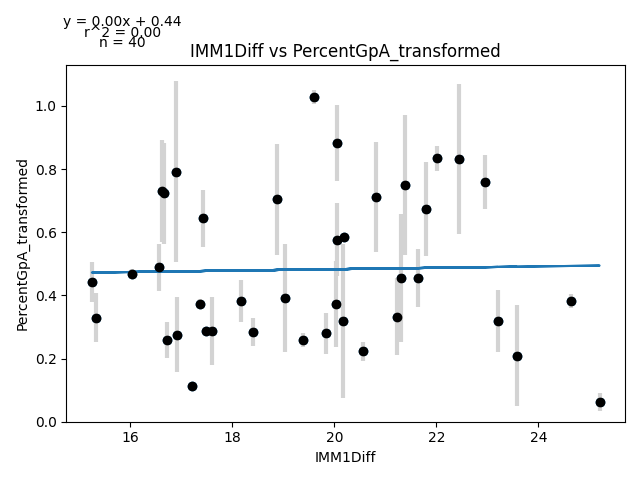 y = 0.00x + 0.44
r^2 = 0.00
n = 40
IMM1Diff vs PercentGpA_transformed
1.0
0.8
0.6
0.4
0.2
0.0
PercentGpA_transformed
16 18 20 22 24
IMM1Diff